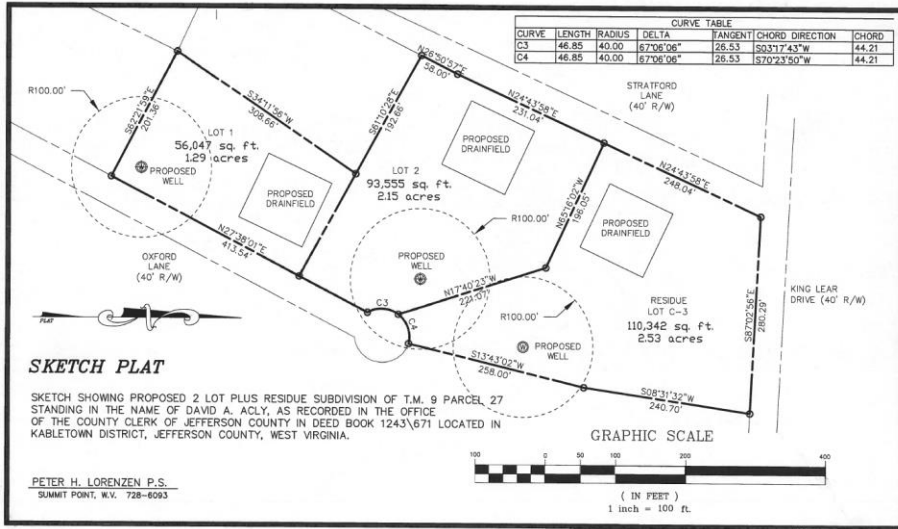 CURVE TABLE
CURVE LENGTH RADIUS DELTA TANGENT CHORD DIRECTION CHORD
C3 46.85 40.00 67°06'06" 26.53 S03°17'43"W 44.21
C4 46.85 40.00 67°06'06" 26.53 S70°23'50"W 44.21
N26°50'57"E
58.00'
STRATFORD
LANE
(40' R/W)
R100.00'
S62°21'59"E
201.36'
S34°11'56"W
308.66'
S61°10'28"E
192.66'
N24°43'58"E
231.04'
LOT 1
56,047 sq. ft.
1.29 acres
PROPOSED
WELL
PROPOSED
DRAINFIELD
PROPOSED
DRAINFIELD
LOT 2
93,555 sq. ft.
2.15 acres
N65°16'02"W
196.05'
N24°43'58"E
248.04'
PROPOSED
DRAINFIELD
R100.00'
N27°38'01"E
413.54'
OXFORD
LANE
(40' R/W)
PROPOSED
WELL
N17°40'23"W
221.07'
C3
C4
R100.00'
RESIDUE
LOT C-3
110,342 sq. ft.
2.53 acres
S87°02'56"E
280.29'
KING LEAR
DRIVE (40' R/W)
PLAT
W
PROPOSED
WELL
S13°43'02"W
258.00'
S08°31'32"W
240.70'
SKETCH PLAT
SKETCH SHOWING PROPOSED 2 LOT PLUS RESIDUE SUBDIVISION OF T.M. 9 PARCEL 27
STANDING IN THE NAME OF DAVID A. ACLY, AS RECORDED IN THE OFFICE
OF THE COUNTY CLERK OF JEFFERSON COUNTY IN DEED BOOK 1243\671 LOCATED IN
KABLETOWN DISTRICT, JEFFERSON COUNTY, WEST VIRGINIA.
PETER H. LORENZEN P.S.
SUMMIT POINT, W.V. 728-6093
GRAPHIC SCALE
100 0 50 100 200 400
( IN FEET )
1 inch = 100 ft.